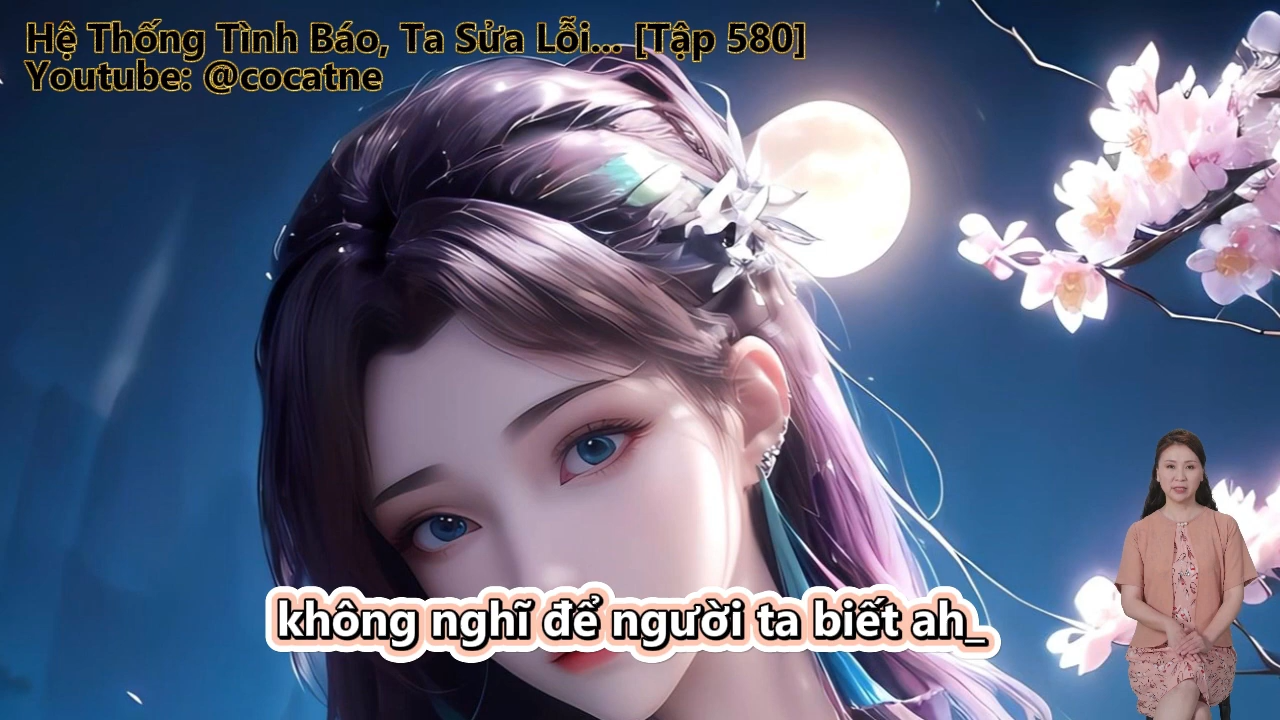 Hệ Thống Tình Báo, Ta Sửa Lỗi... [Tập 580]
Youtube: @cocatne
không nghĩ để người ta biết ah_